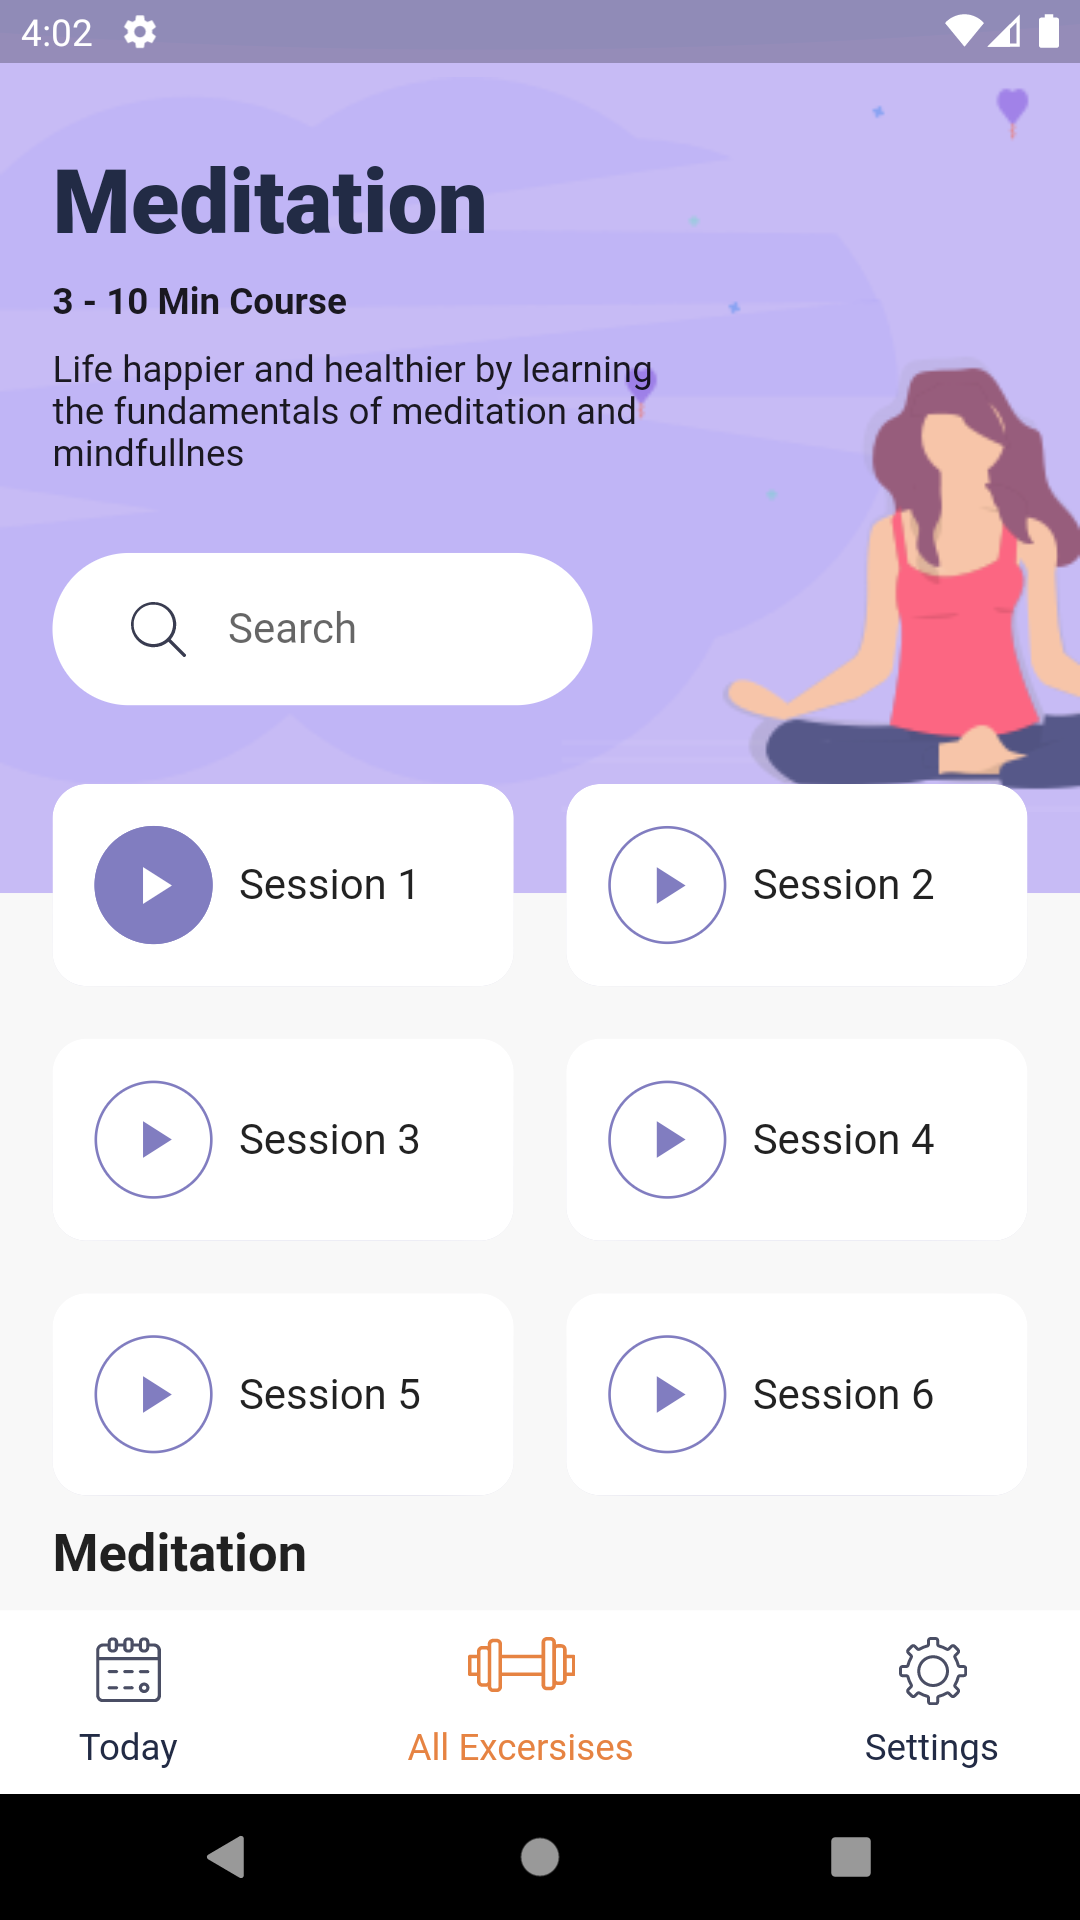 4:02
Meditation
3 - 10 Min Course
Life happier and healthier by learning
the fundamentals of meditation and
mindfullnes
Search
Session 1
Session 2
Session 3
Session 4
Session 5
Session 6
Meditation
Today
All Excersises
Settings